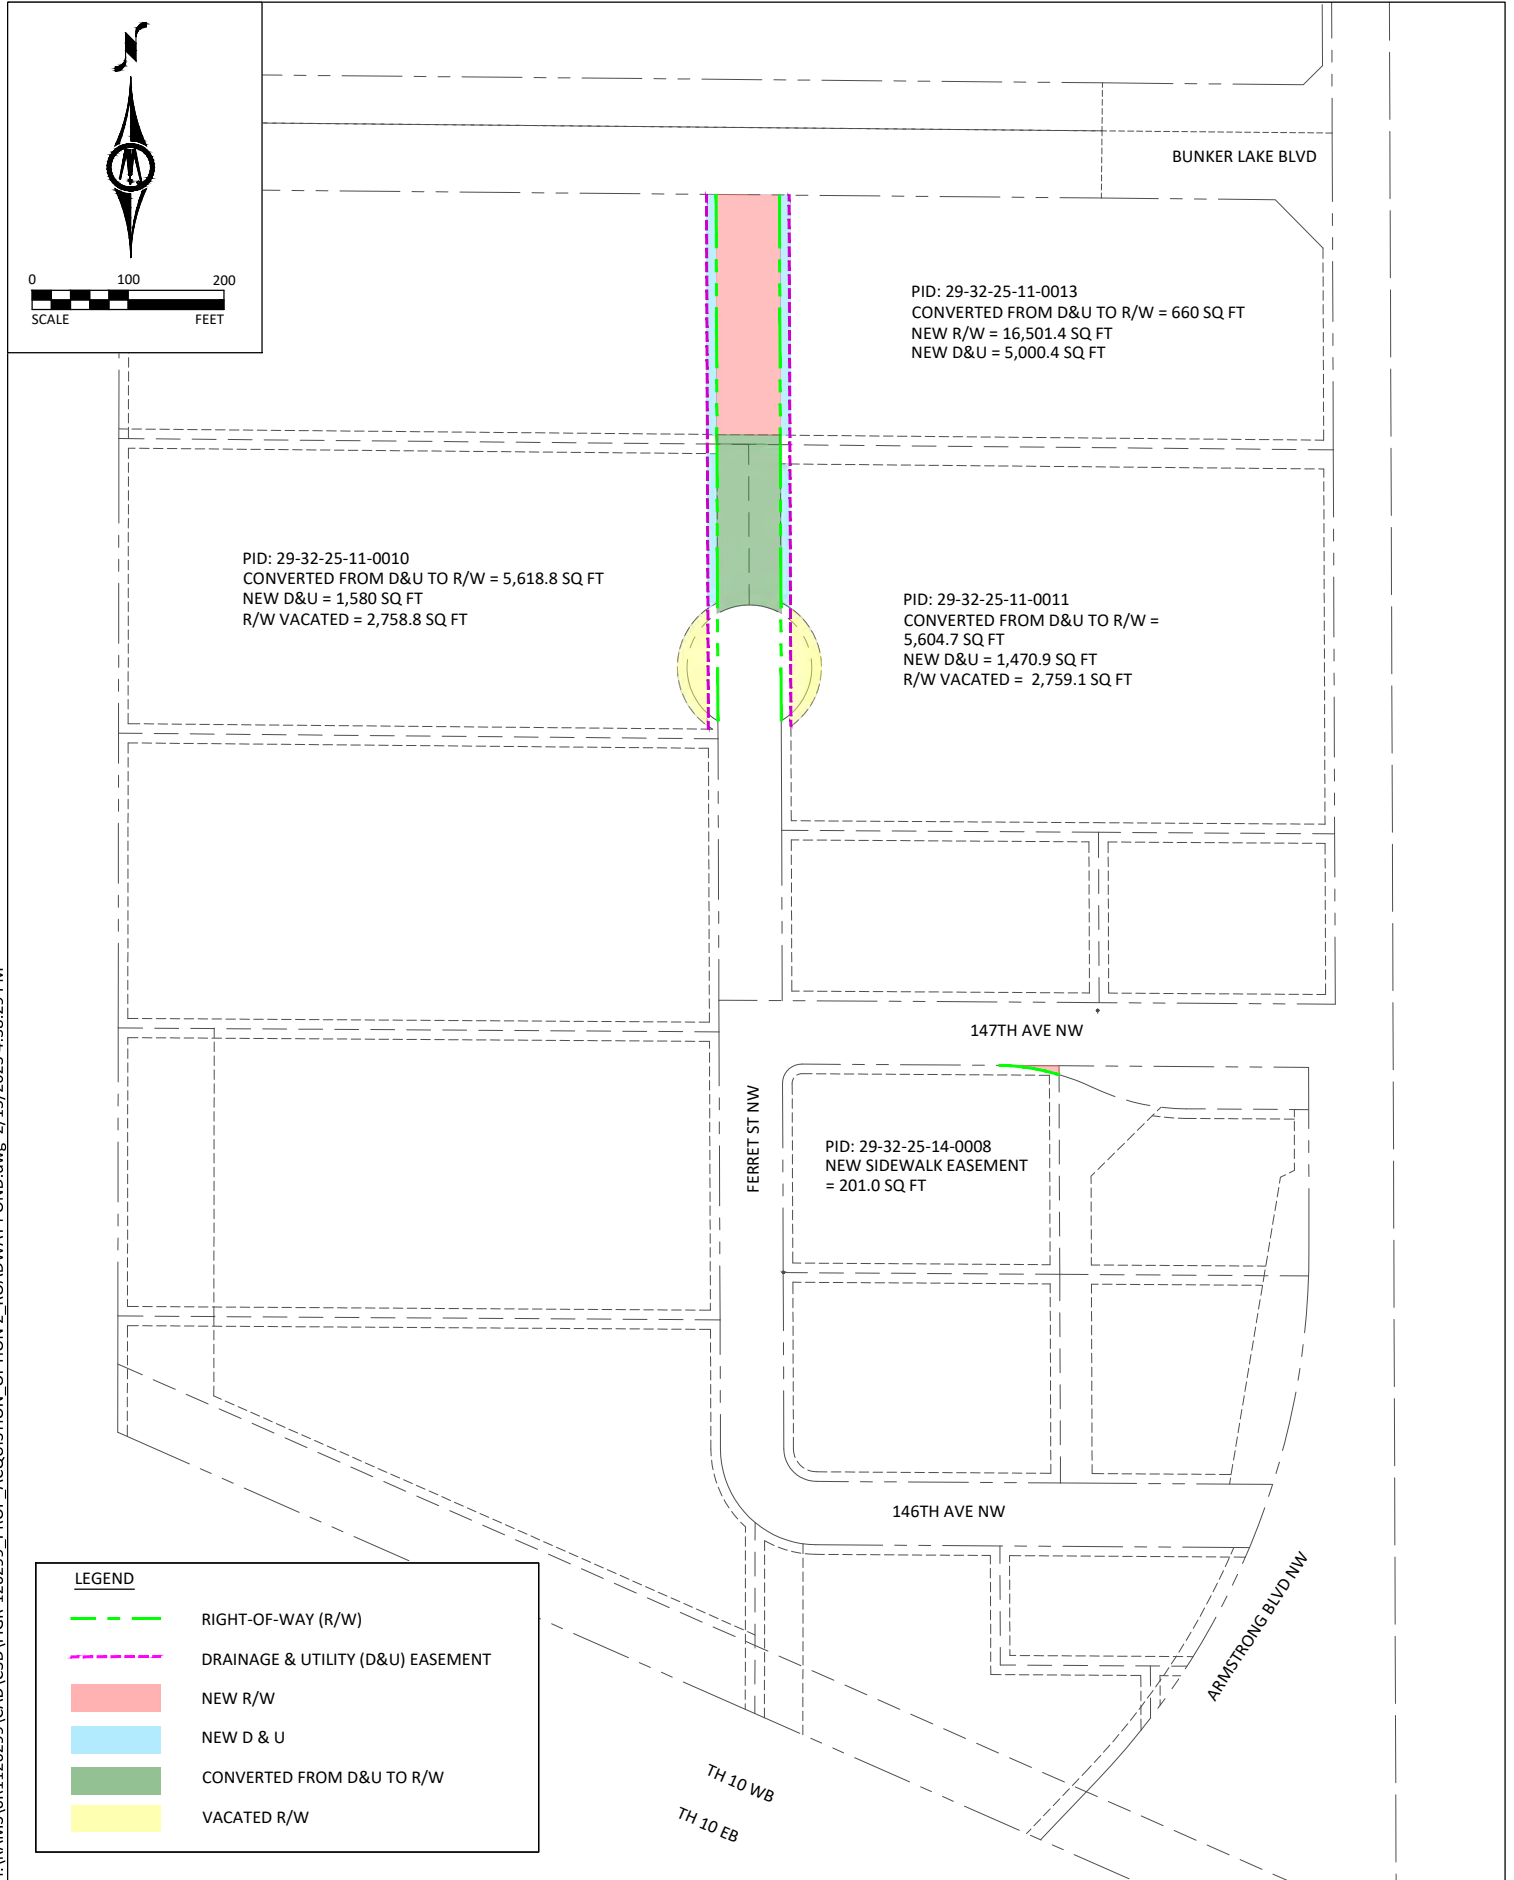 N
0 100 200
SCALE FEET
BUNKER LAKE BLVD
PID: 29-32-25-11-0013
CONVERTED FROM D&U TO R/W = 660 SQ FT
NEW R/W = 16,501.4 SQ FT
NEW D&U = 5,000.4 SQ FT
PID: 29-32-25-11-0010
CONVERTED FROM D&U TO R/W = 5,618.8 SQ FT
NEW D&U = 1,580 SQ FT
R/W VACATED = 2,758.8 SQ FT
PID: 29-32-25-11-0011
CONVERTED FROM D&U TO R/W =
5,604.7 SQ FT
NEW D&U = 1,470.9 SQ FT
R/W VACATED = 2,759.1 SQ FT
147TH AVE NW
FERRET ST NW
PID: 29-32-25-14-0008
NEW SIDEWALK EASEMENT
= 201.0 SQ FT
146TH AVE NW
ARMSTRONG BLVD NW
TH 10 WB
TH 10 EB
LEGEND
RIGHT-OF-WAY (R/W)
DRAINAGE & UTILITY (D&U) EASEMENT
NEW R/W
NEW D & U
CONVERTED FROM D&U TO R/W
VACATED R/W